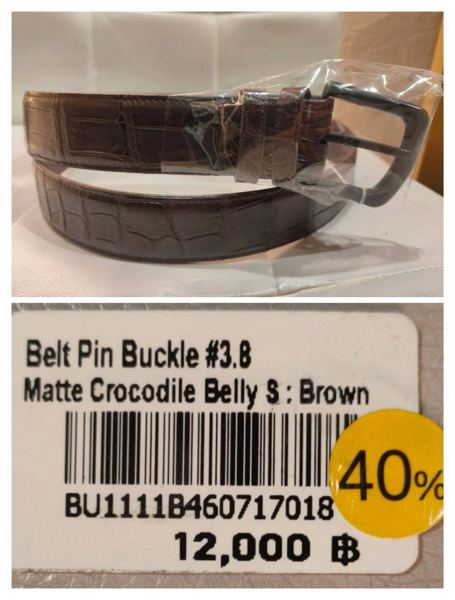 Belt Pin Buckle #3.8
Matte Crocodile Belly S : Brown
BU1111B460717018
40%
12,000 ฿